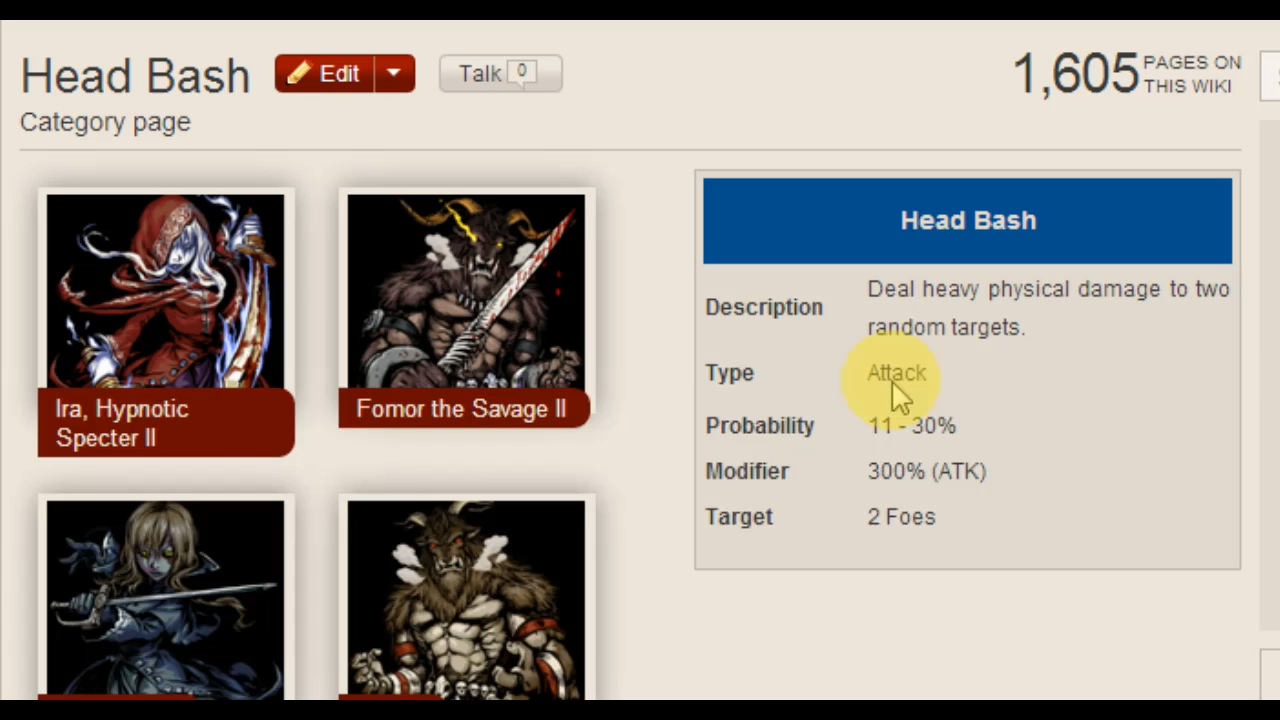 Head Bash
Edit
Talk 0
1,605 PAGES ON THIS WIKI
Category page
Ira, Hypnotic
Specter II
Fomor the Savage II
Head Bash
Description Deal heavy physical damage to two
random targets.
Type Attack
Probability 11 - 30%
Modifier 300% (ATK)
Target 2 Foes